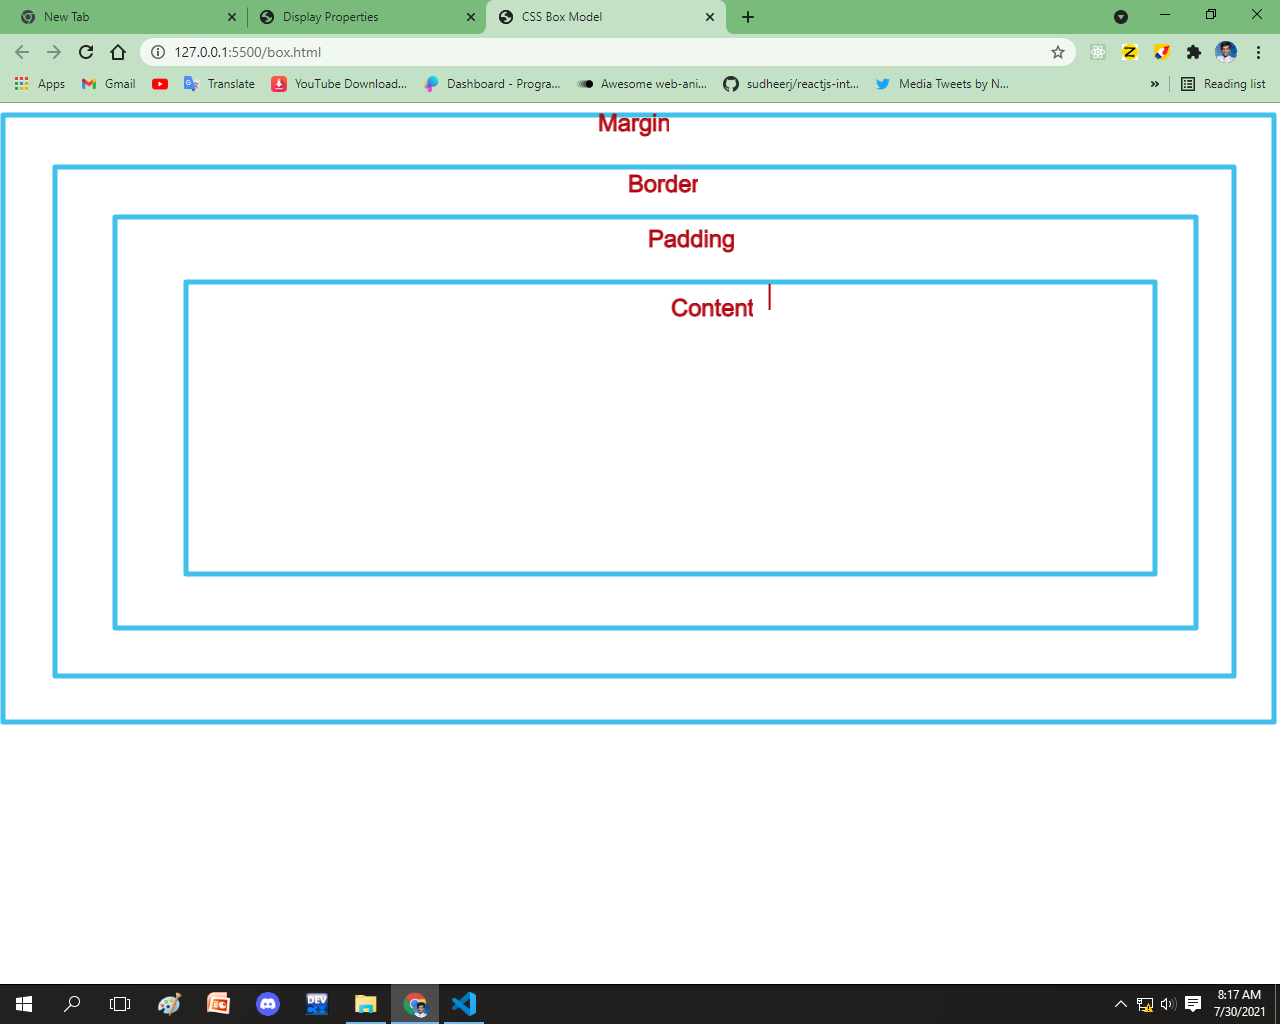 New Tab
Display Properties
CSS Box Model
127.0.0.1:5500/box.html
Apps
Gmail
Translate
YouTube Download...
Dashboard - Progra...
Awesome web-ani...
sudheerj/reactjs-int...
Media Tweets by N...
»
Reading list
Margin
Border
Padding
Content
DEV
C++
8:17 AM
7/30/2021